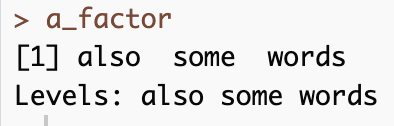 > a_factor
[1] also  some  words
Levels: also some words